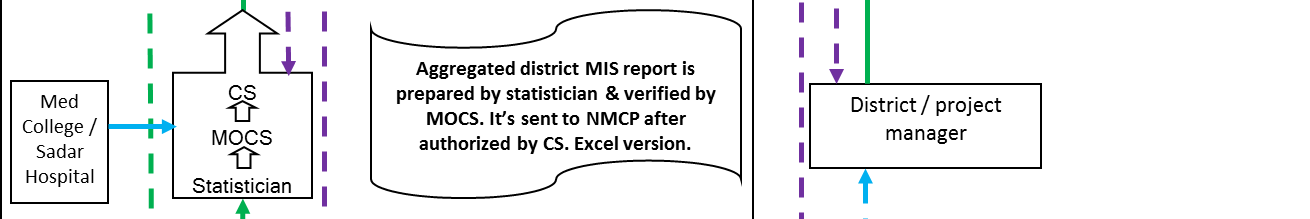 Med
College /
Sadar
Hospital
CS
MOCS
Statistician
Aggregated district MIS report is
prepared by statistician & verified by
MOCS. It’s sent to NMCP after
authorized by CS. Excel version.
District / project
manager